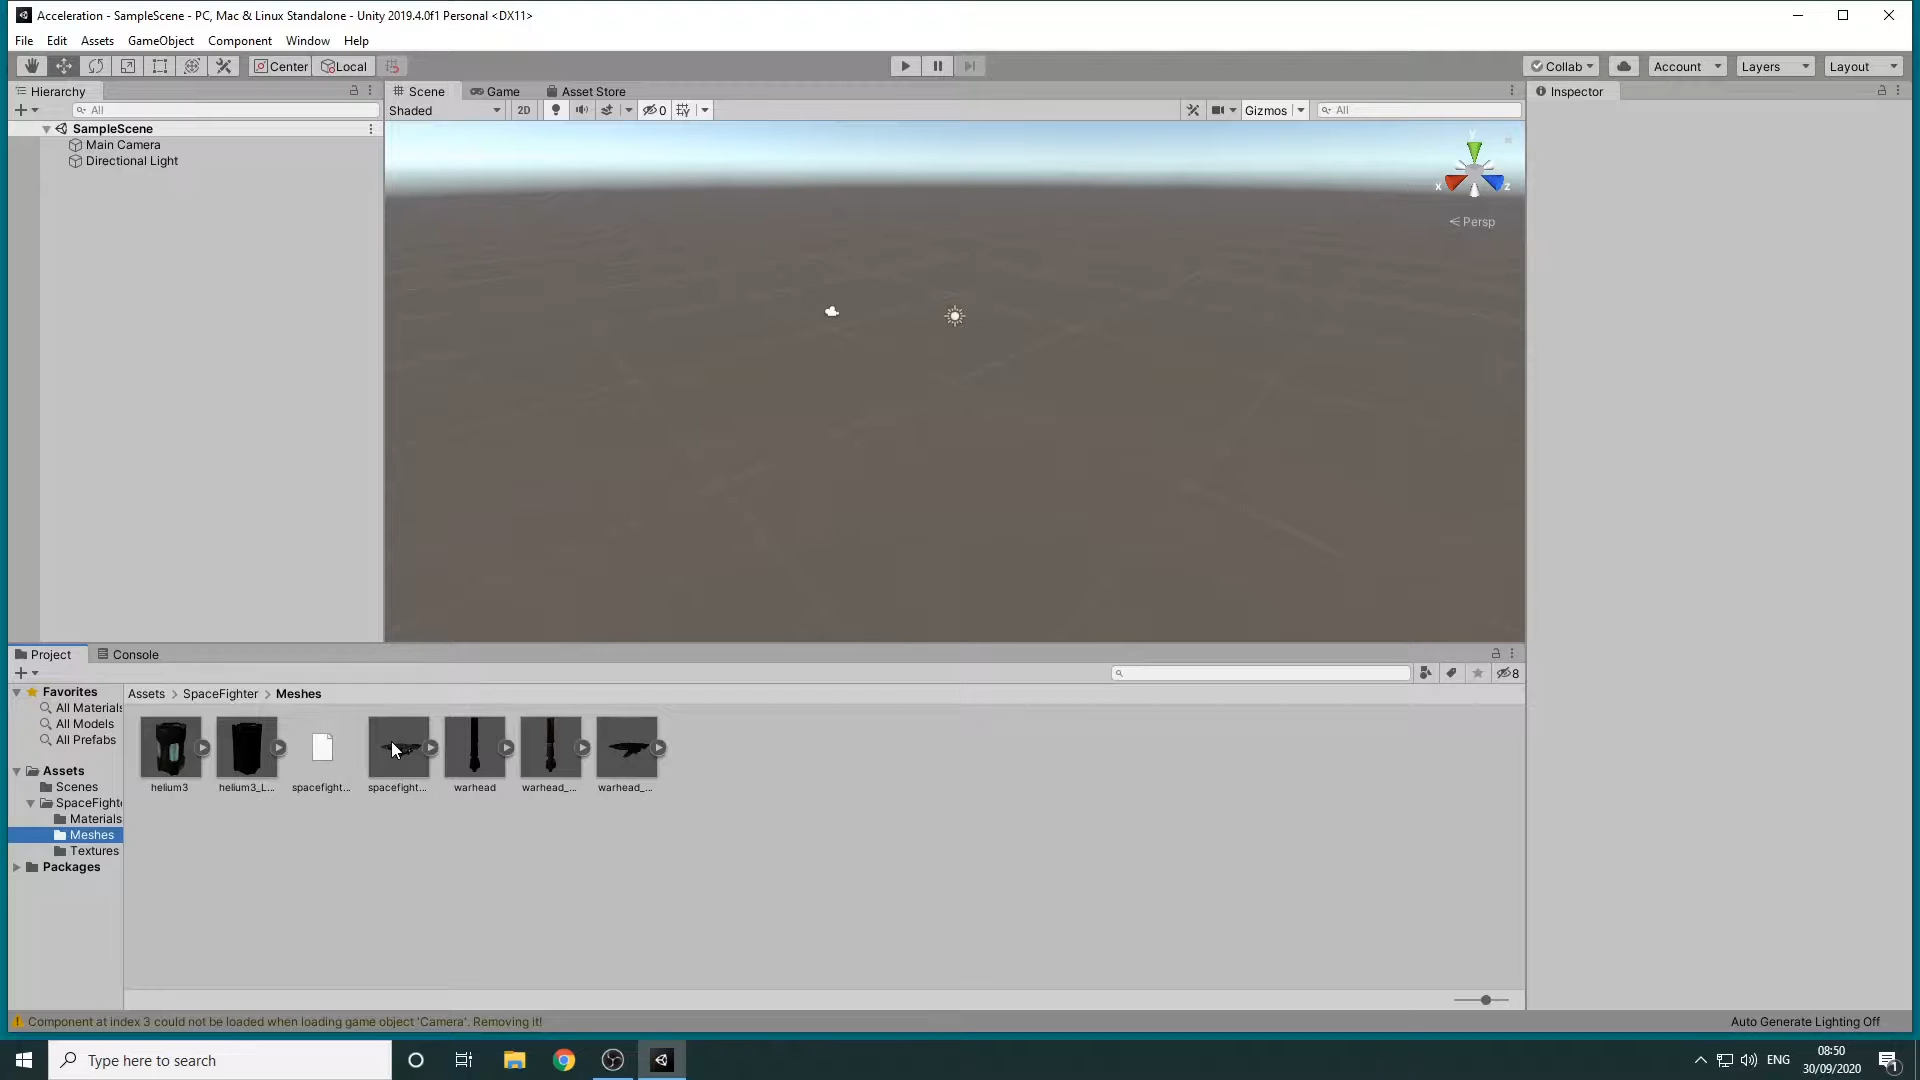 Acceleration - SampleScene - PC, Mac & Linux Standalone - Unity 2019.4.0f1 Personal <DX11>
File Edit Assets GameObject Component Window Help
Center Local Collab Account Layers Layout
Hierarchy
All
SampleScene
Main Camera
Directional Light
Scene Game Asset Store
Shaded 2D 0 Gizmos All
y
x z
Persp
Inspector
Project Console
8
Favorites
All Materials
All Models
All Prefabs
Assets
Scenes
SpaceFighte
Materials
Meshes
Textures
Packages
Assets > SpaceFighter > Meshes
helium3 helium3_L... spacefight... spacefight... warhead warhead_... warhead_...
Component at index 3 could not be loaded when loading game object 'Camera'. Removing it!
Auto Generate Lighting Off
Type here to search
ENG
08:50
30/09/2020
1